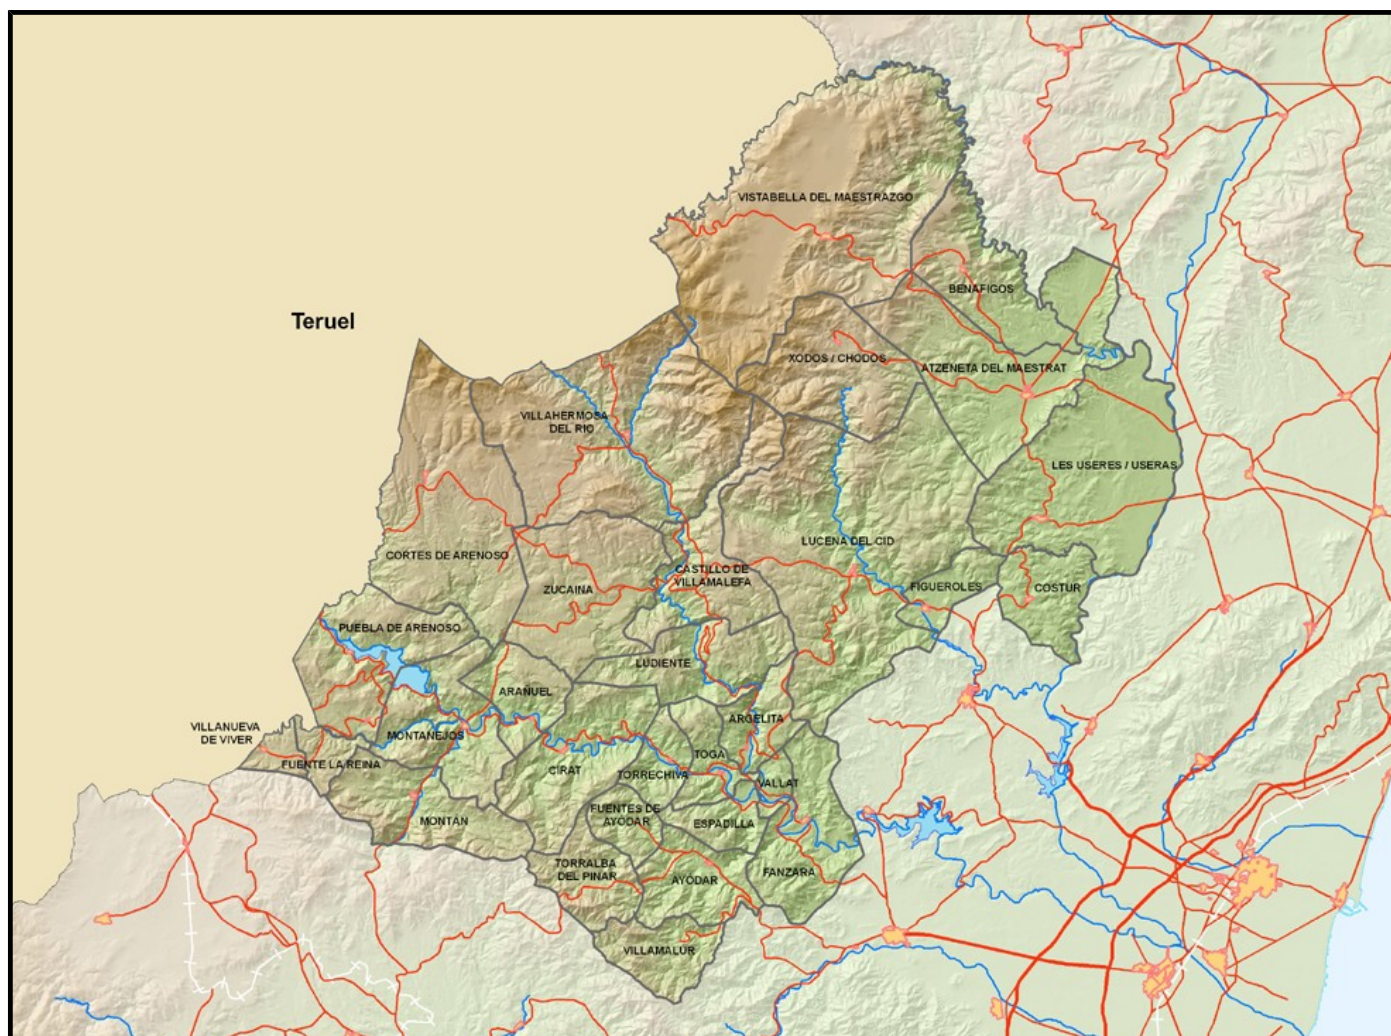 VISTABELLA DEL MAESTRAZGO
BENAFIGOS
Teruel
XODOS / CHODOS
ATZENETA DEL MAESTRAT
VILLAHERMOSA
DEL RIO
LES USERES / USERAS
LUCENA DEL CID
CORTES DE ARENOSO
CASTILLO DE
VILLAMALEFA
ZUCAINA
FIGUEROLES
COSTUR
PUEBLA DE ARENOSO
LUDIENTE
ARAÑUEL
ARGELITA
VILLANUEVA
DE VIVER
MONTANEJOS
TOGA
FUENTE LA REINA
CIRAT
TORRECHIVA
VALLAT
FUENTES DE
AYODAR
MONTAN
ESPADILLA
TORRALBA
DEL PINAR
AYODAR
FANZARA
VILLAMALUR